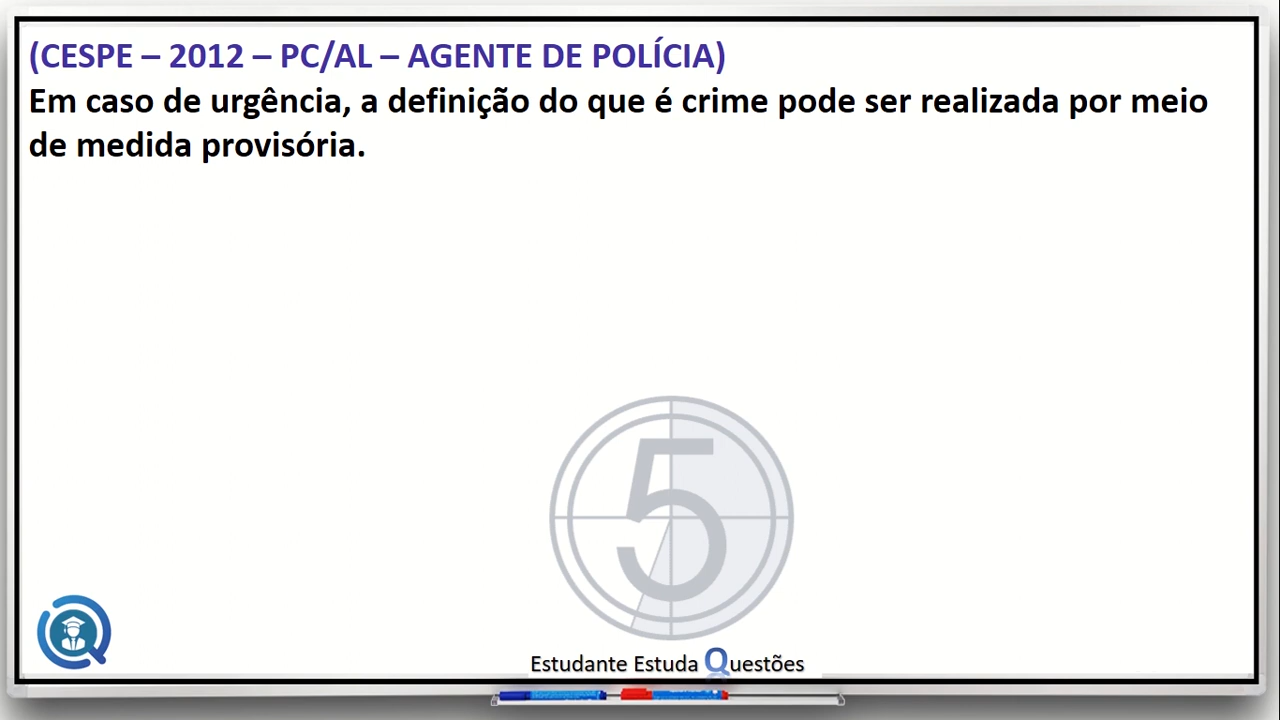 (CESPE – 2012 – PC/AL – AGENTE DE POLÍCIA)
Em caso de urgência, a definição do que é crime pode ser realizada por meio
de medida provisória.
5
Estudante Estuda Questões